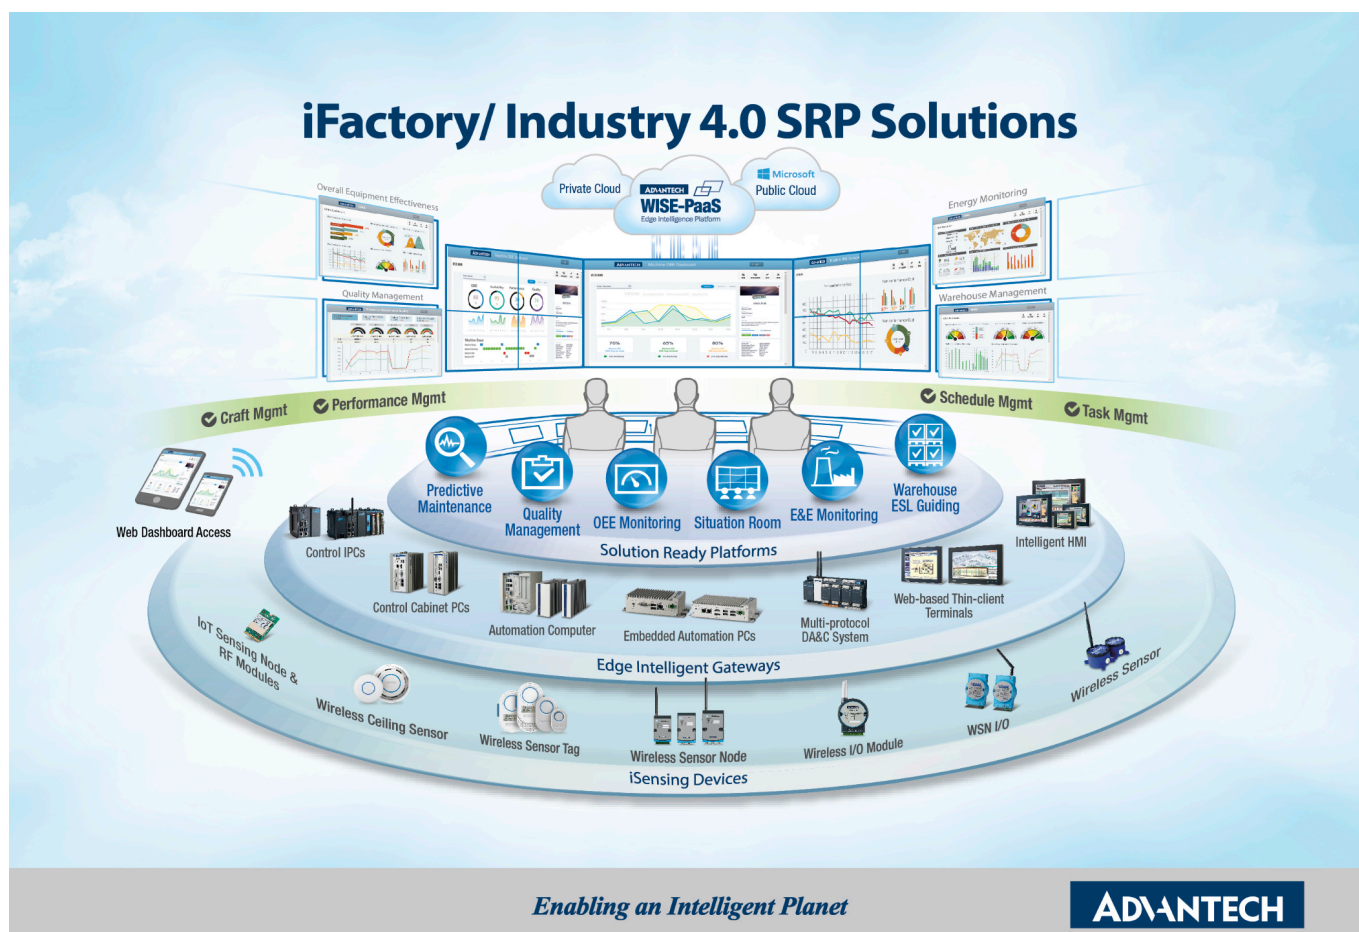 iFactory/ Industry 4.0 SRP Solutions
Private Cloud
ADVANTECH
WISE-PaaS
Edge Intelligence Platform
Microsoft
Public Cloud
Overall Equipment Effectiveness
Energy Monitoring
Quality Management
Warehouse Management
ADVANTECH
ADVANTECH
70%
65%
80%
Craft Mgmt
Performance Mgmt
Schedule Mgmt
Task Mgmt
Web Dashboard Access
Predictive
Maintenance
Quality
Management
OEE Monitoring
Situation Room
E&E Monitoring
Warehouse
ESL Guiding
Solution Ready Platforms
Control IPCs
Control Cabinet PCs
Automation Computer
Embedded Automation PCs
Multi-protocol
DA&C System
Web-based Thin-client
Terminals
Intelligent HMI
Edge Intelligent Gateways
IoT Sensing Node &
RF Modules
Wireless Ceiling Sensor
Wireless Sensor Tag
Wireless Sensor Node
Wireless I/O Module
WSN I/O
Wireless Sensor
iSensing Devices
Enabling an Intelligent Planet
ADVANTECH